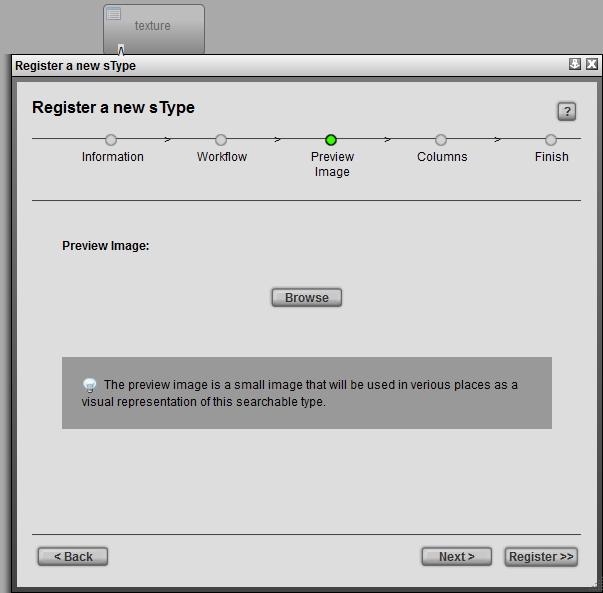 texture
Register a new sType
Register a new sType
?
> > > >
Information Workflow Preview Columns Finish
Image
Preview Image:
Browse
The preview image is a small image that will be used in verious places as a
visual representation of this searchable type.
< Back Next > Register >>